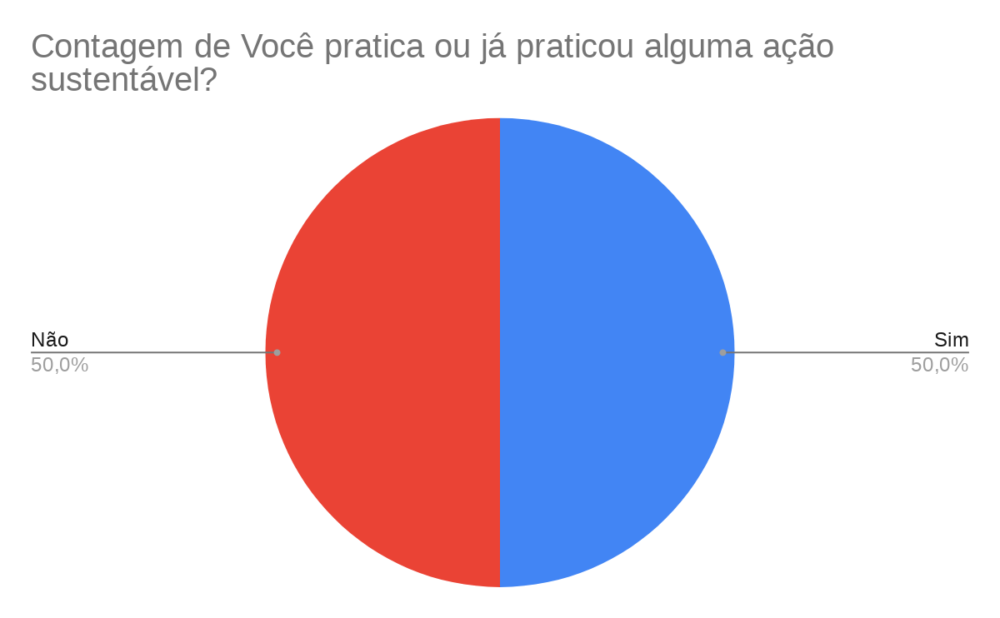 Contagem de Você pratica ou já praticou alguma ação
sustentável?
Não
50,0%
Sim
50,0%